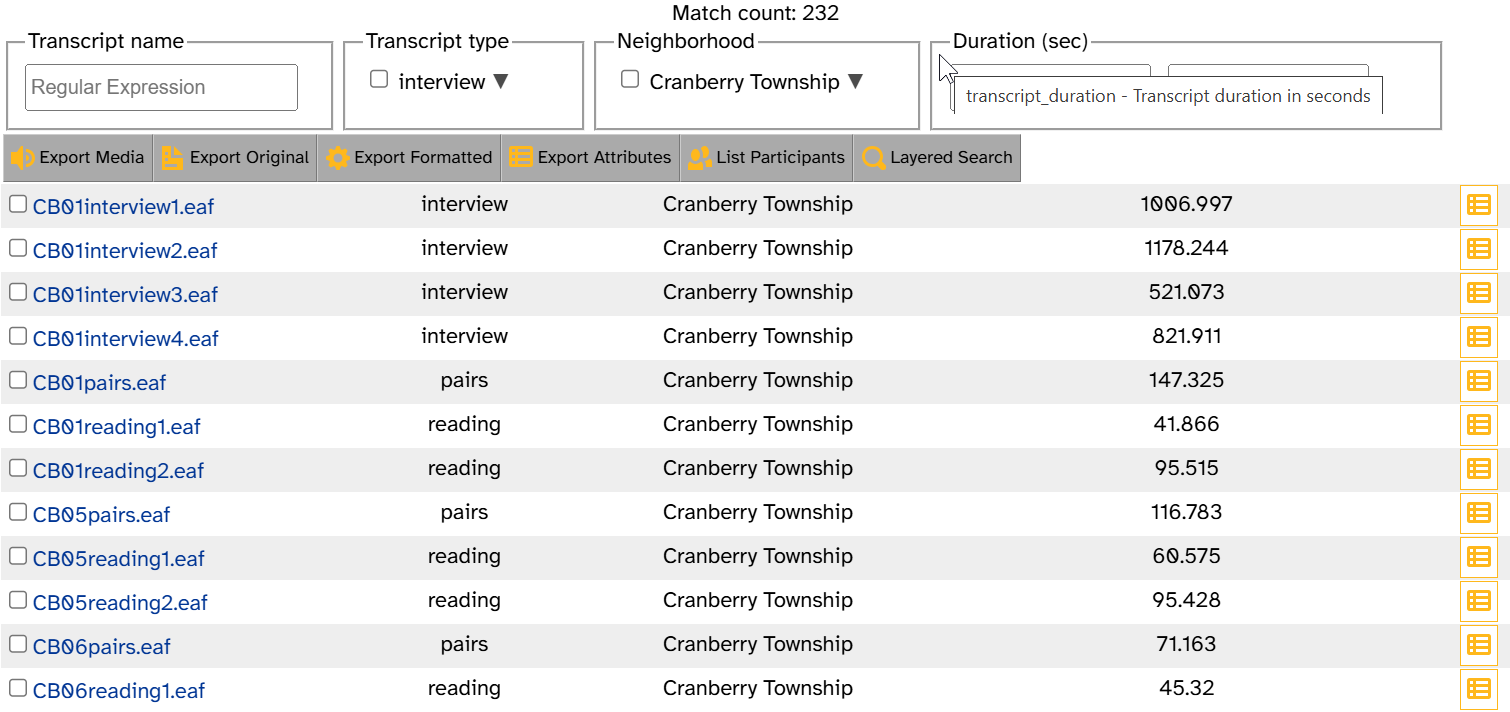 Match count: 232
Transcript name Transcript type Neighborhood Duration (sec)
Regular Expression interview ▼ Cranberry Township ▼
transcript_duration - Transcript duration in seconds
Export Media Export Original Export Formatted Export Attributes List Participants Layered Search
CB01interview1.eaf interview Cranberry Township 1006.997
CB01interview2.eaf interview Cranberry Township 1178.244
CB01interview3.eaf interview Cranberry Township 521.073
CB01interview4.eaf interview Cranberry Township 821.911
CB01pairs.eaf pairs Cranberry Township 147.325
CB01reading1.eaf reading Cranberry Township 41.866
CB01reading2.eaf reading Cranberry Township 95.515
CB05pairs.eaf pairs Cranberry Township 116.783
CB05reading1.eaf reading Cranberry Township 60.575
CB05reading2.eaf reading Cranberry Township 95.428
CB06pairs.eaf pairs Cranberry Township 71.163
CB06reading1.eaf reading Cranberry Township 45.32